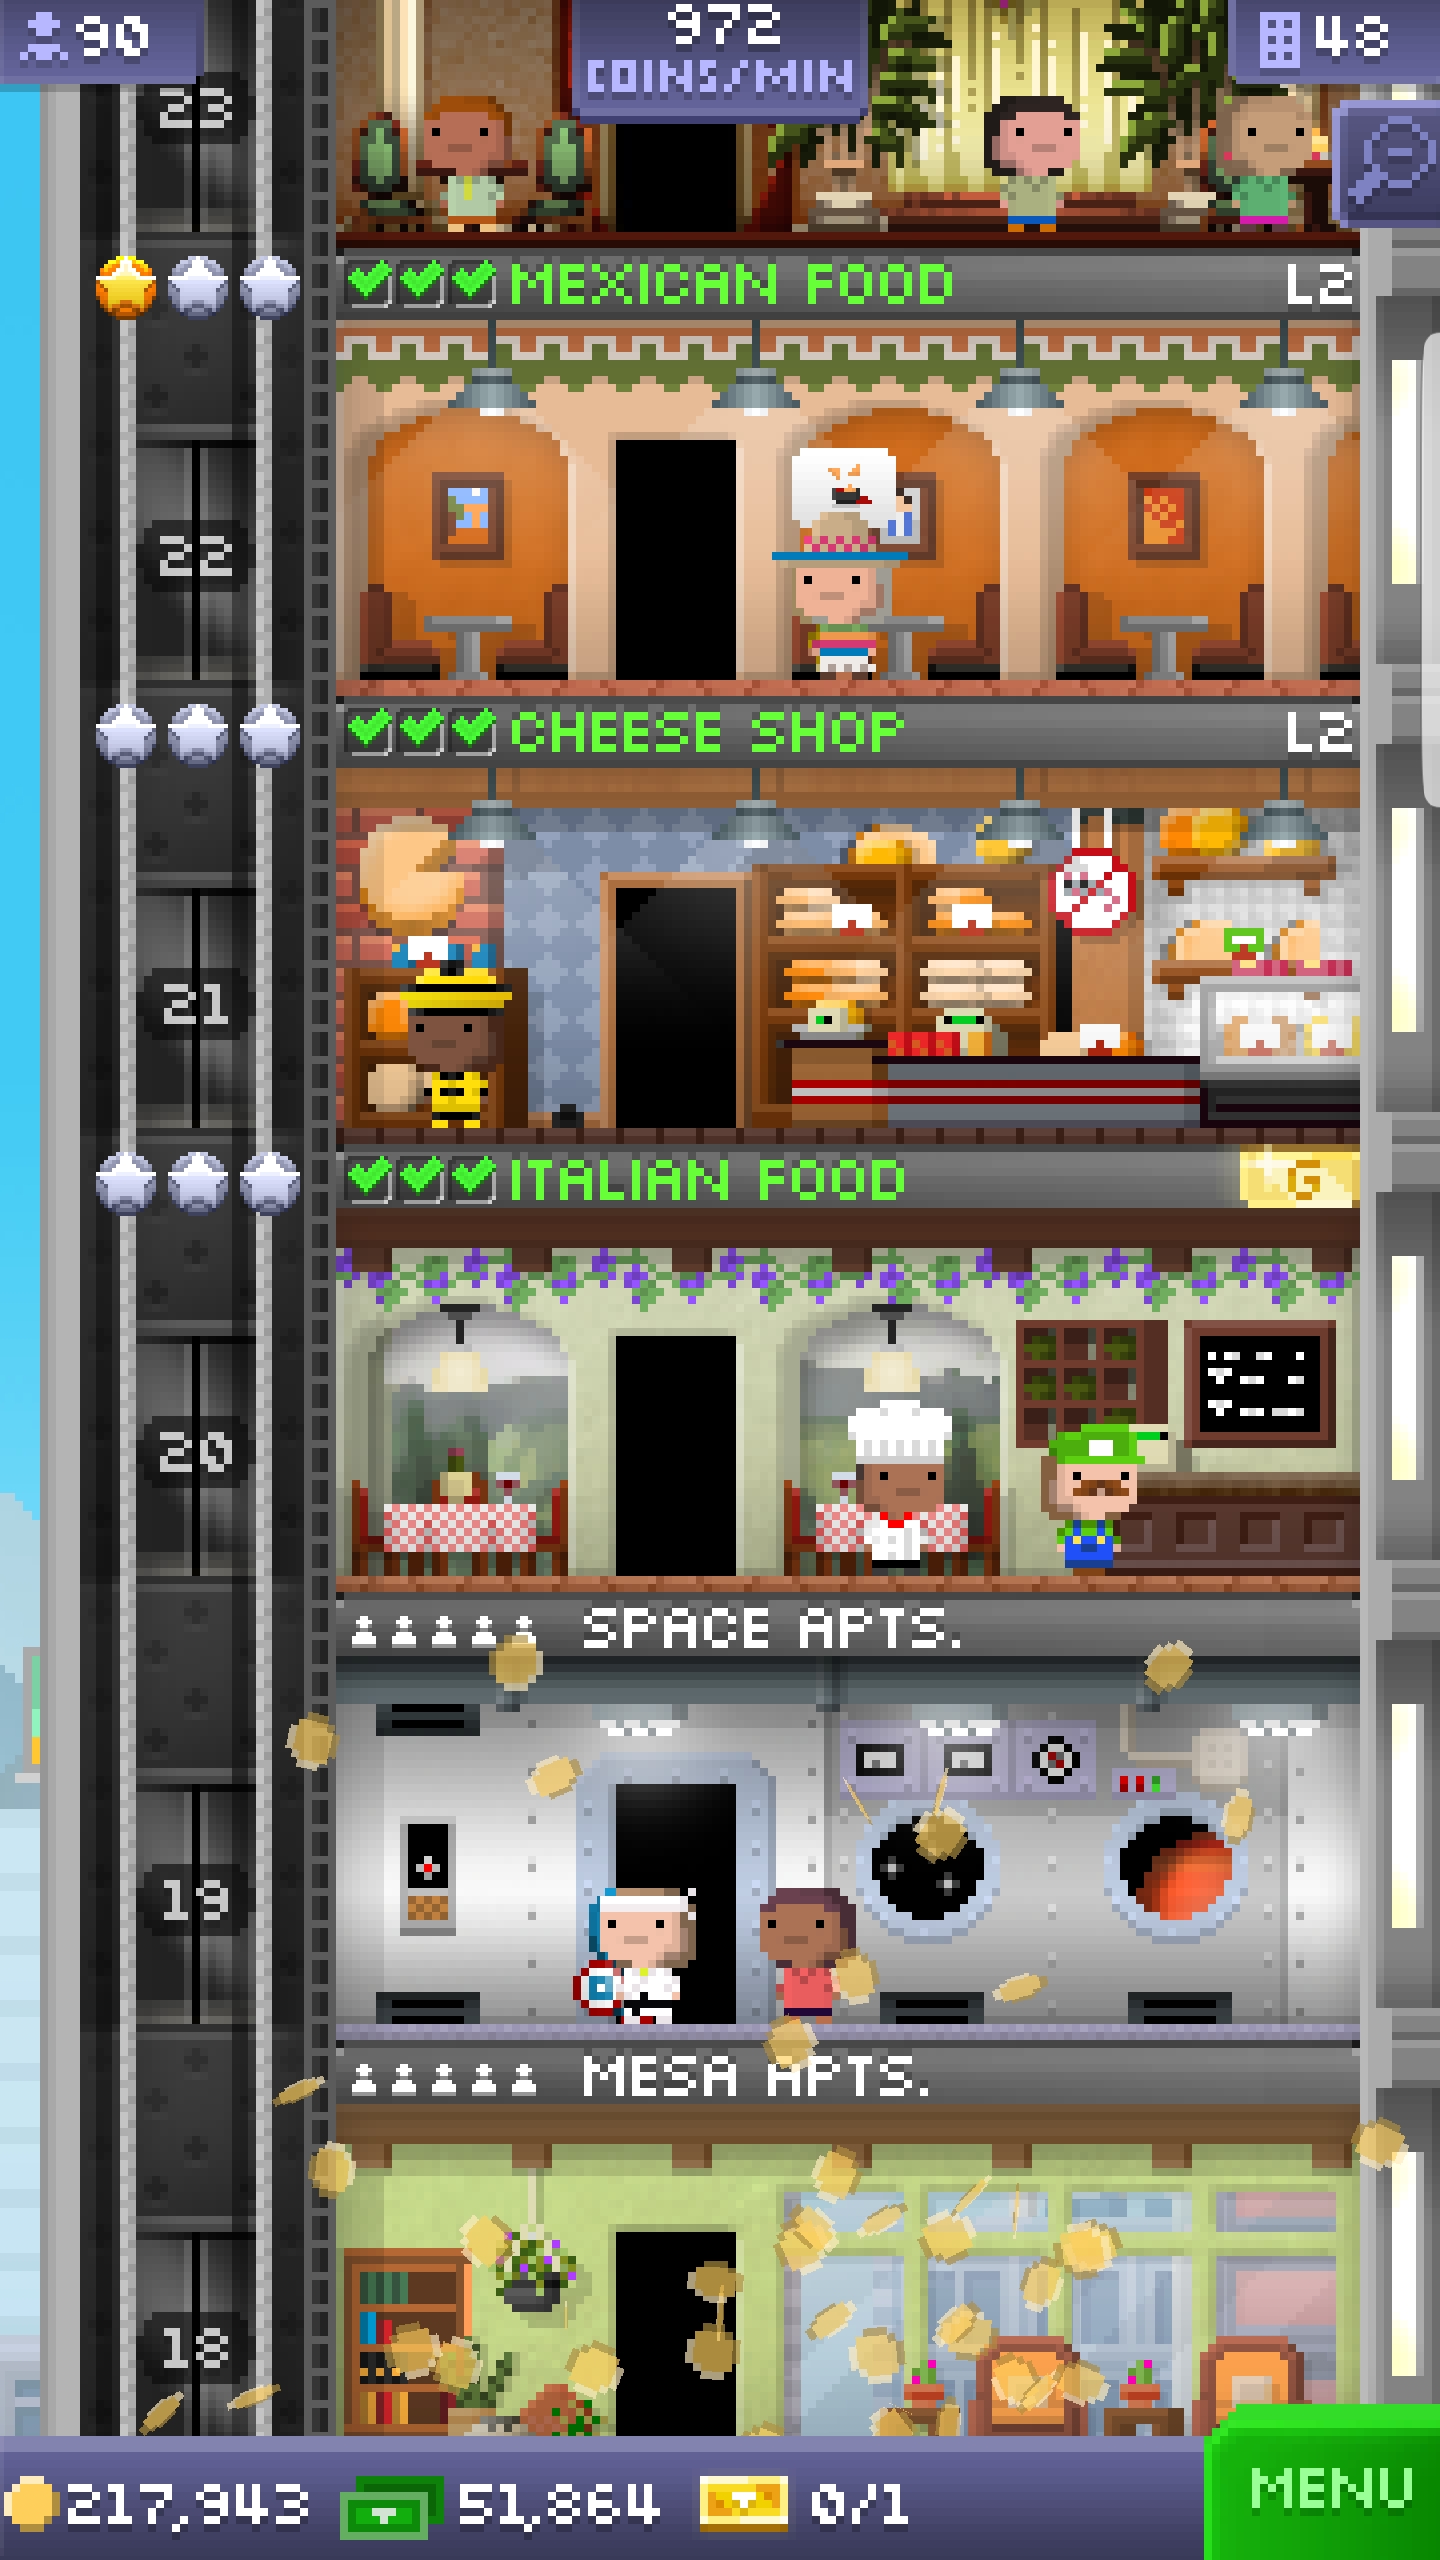 90
972
COINS/MIN
48
23
MEXICAN FOOD L2
22
CHEESE SHOP L2
21
ITALIAN FOOD G
20
SPACE APTS.
19
MESA APTS.
18
217,943 51,864 0/1 MENU